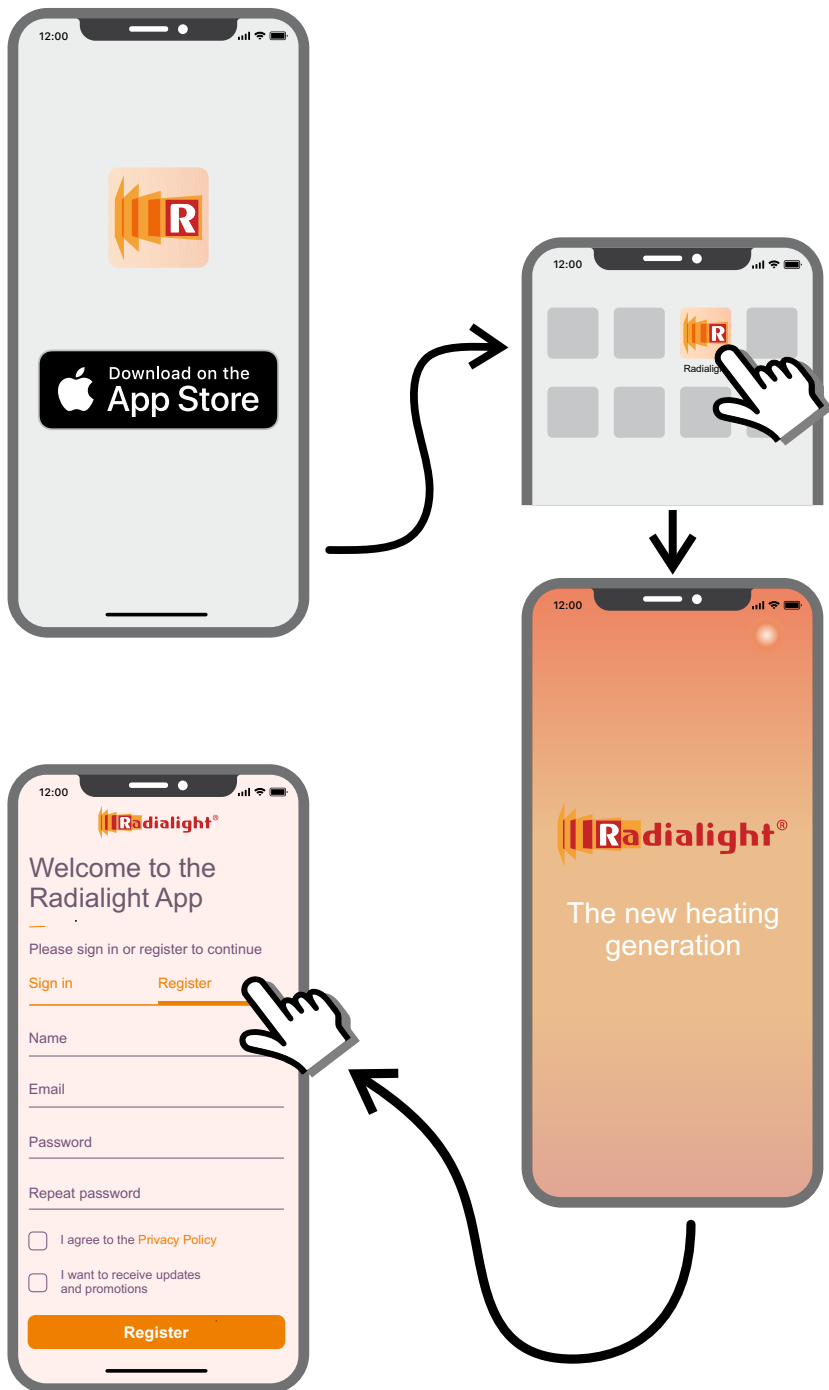 12:00
R
Download on the
App Store
12:00
R
Radialigh
12:00
Radialight®
The new heating
generation
12:00
Radialight®
Welcome to the
Radialight App
Please sign in or register to continue
Sign in Register
Name
Email
Password
Repeat password
I agree to the Privacy Policy
I want to receive updates
and promotions
Register